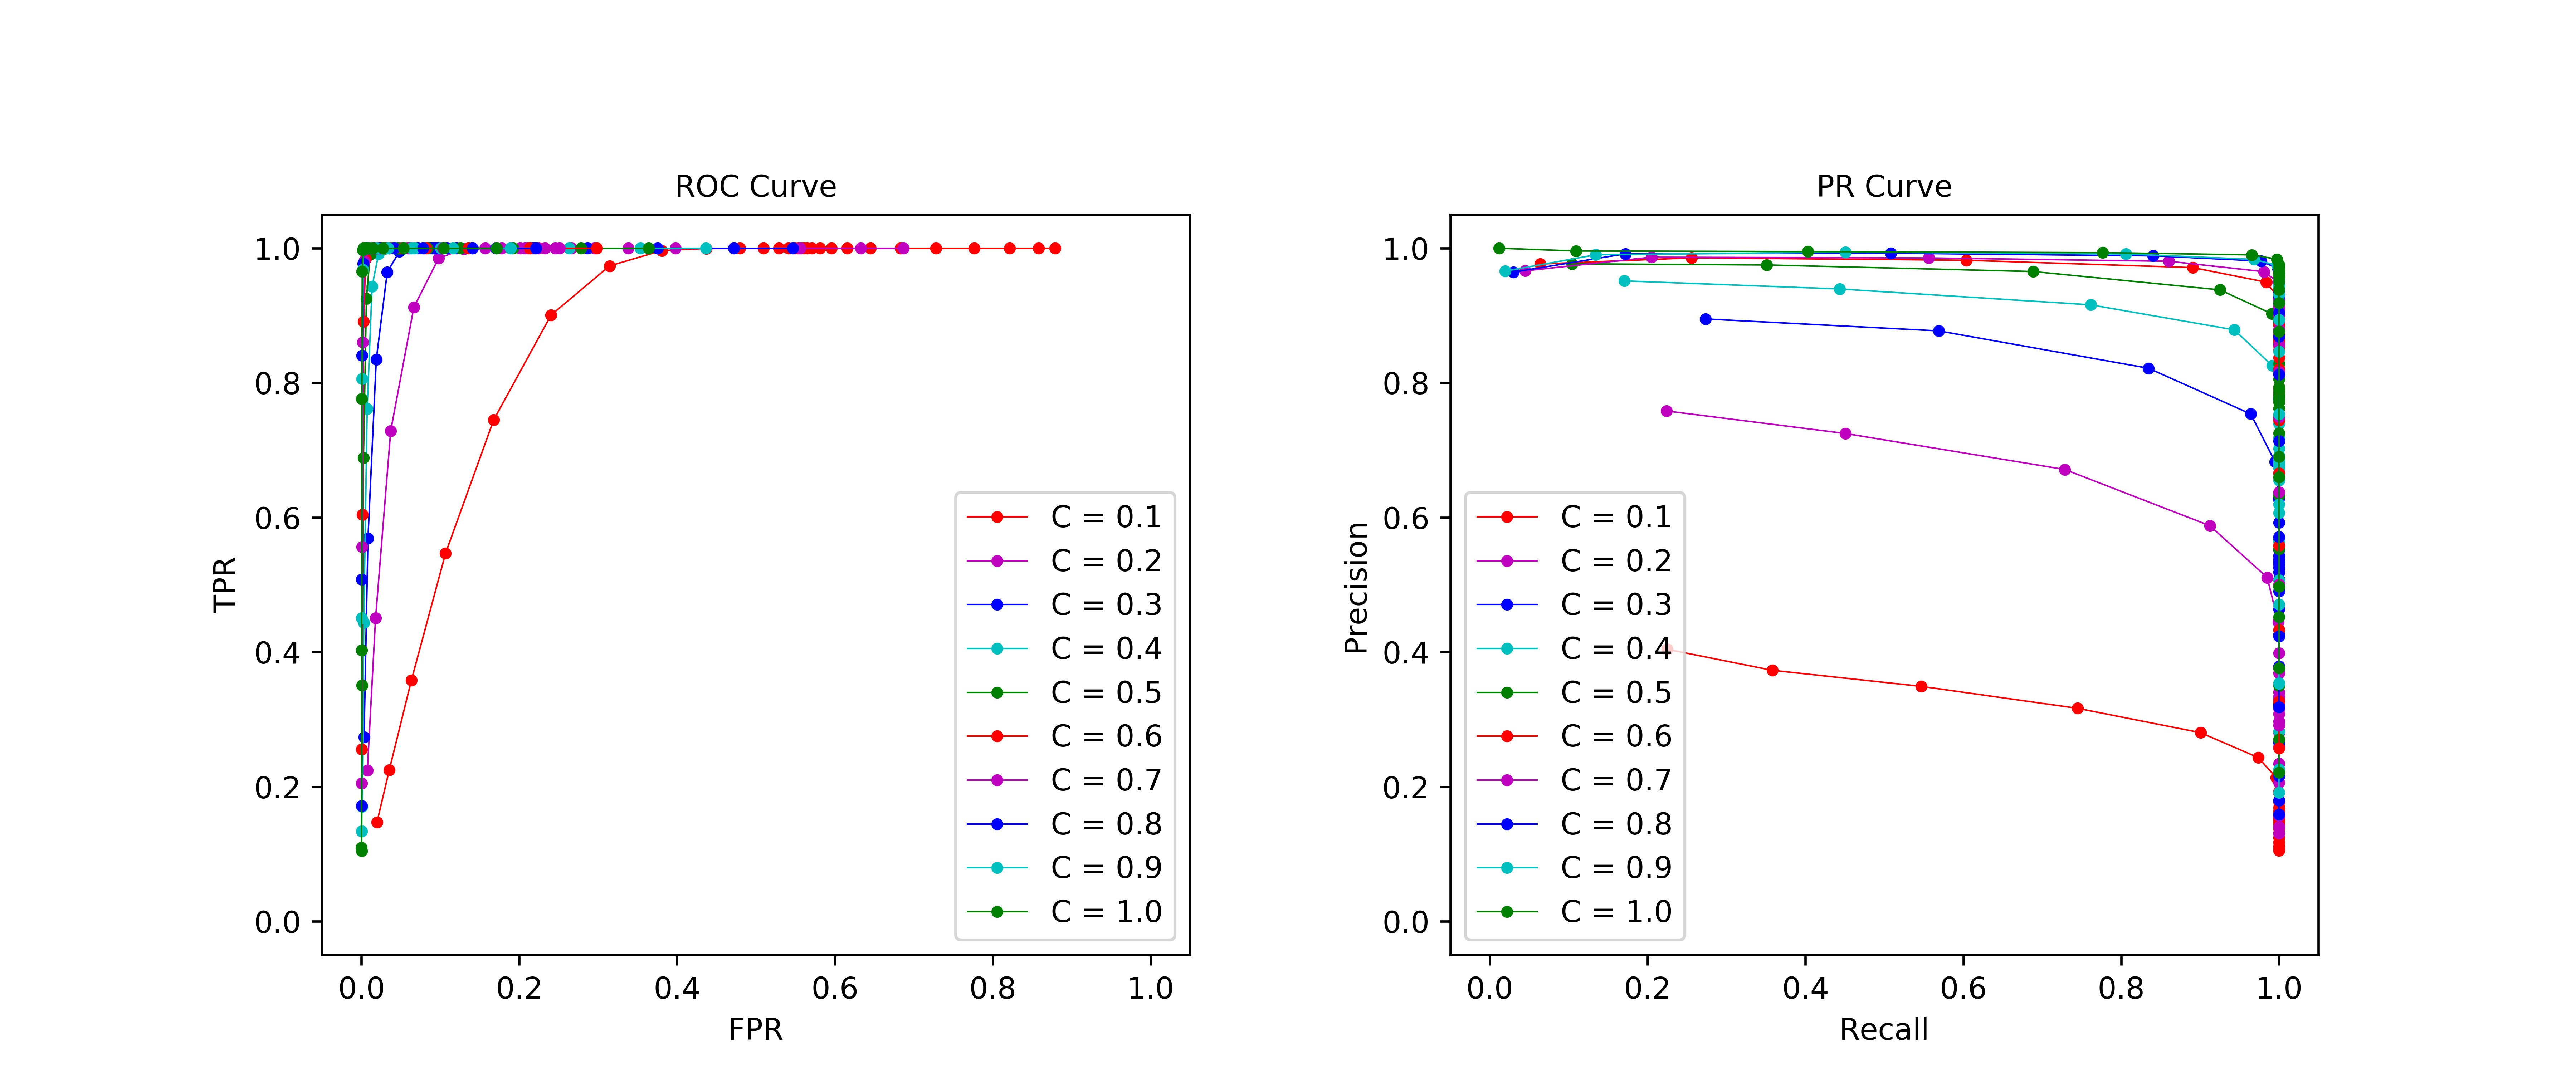 ROC Curve
1.0
0.8
0.6
0.4
0.2
0.0
TPR
0.0 0.2 0.4 0.6 0.8 1.0
FPR
C = 0.1
C = 0.2
C = 0.3
C = 0.4
C = 0.5
C = 0.6
C = 0.7
C = 0.8
C = 0.9
C = 1.0
PR Curve
1.0
0.8
0.6
0.4
0.2
0.0
Precision
0.0 0.2 0.4 0.6 0.8 1.0
Recall
C = 0.1
C = 0.2
C = 0.3
C = 0.4
C = 0.5
C = 0.6
C = 0.7
C = 0.8
C = 0.9
C = 1.0